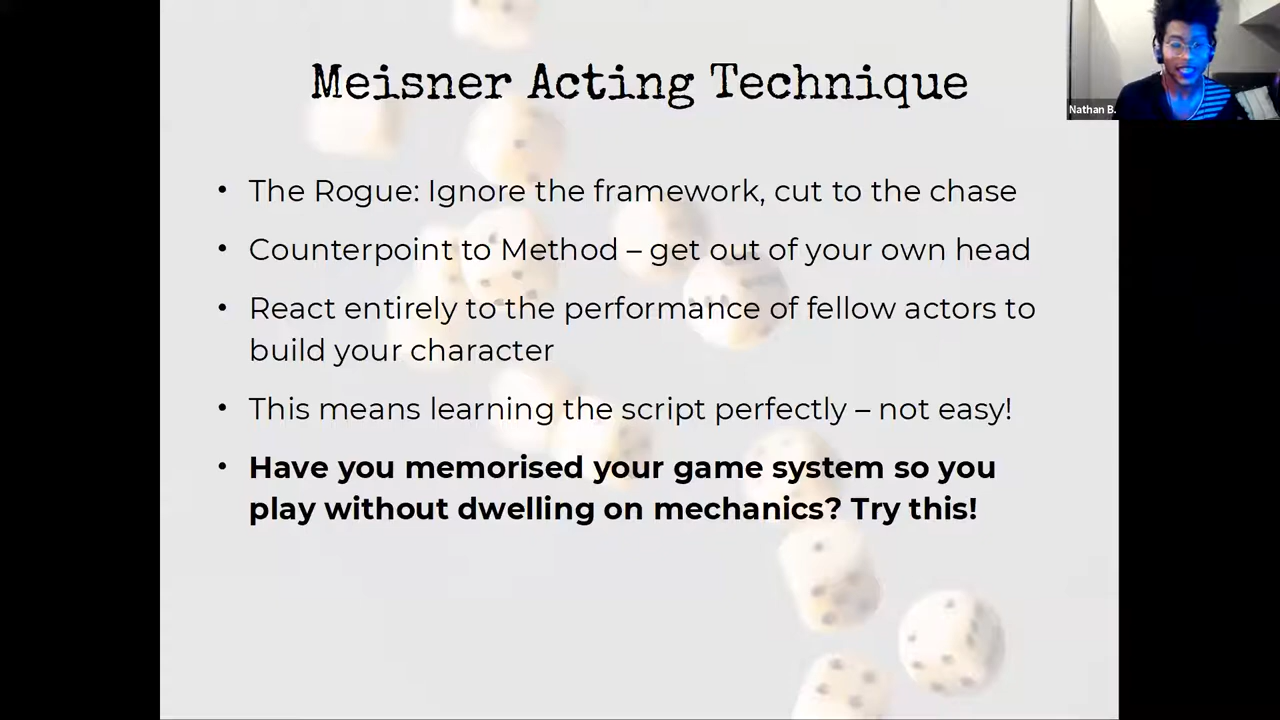 Meisner Acting Technique
Nathan B.
• The Rogue: Ignore the framework, cut to the chase
• Counterpoint to Method – get out of your own head
• React entirely to the performance of fellow actors to
build your character
• This means learning the script perfectly – not easy!
• Have you memorised your game system so you
play without dwelling on mechanics? Try this!